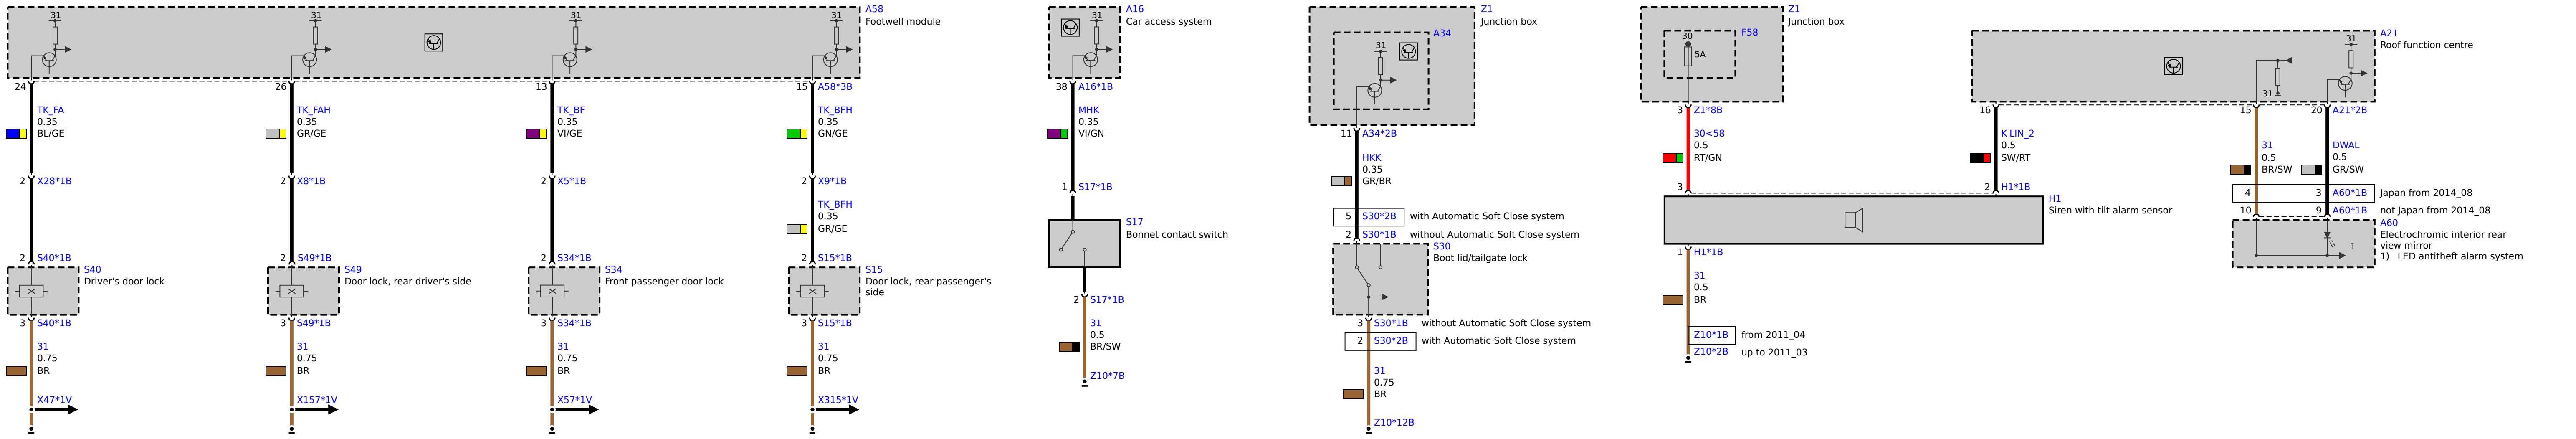 31
31
31
31
A58
Footwell module
24
26
13
15
A58*3B
TK_FA
0.35
BL/GE
TK_FAH
0.35
GR/GE
TK_BF
0.35
VI/GE
TK_BFH
0.35
GN/GE
2 X28*1B
2 X8*1B
2 X5*1B
2 X9*1B
TK_BFH
0.35
GR/GE
2 S40*1B
2 S49*1B
2 S34*1B
2 S15*1B
S40
Driver's door lock
S49
Door lock, rear driver's side
S34
Front passenger-door lock
S15
Door lock, rear passenger's
side
3 S40*1B
3 S49*1B
3 S34*1B
3 S15*1B
31
0.75
BR
31
0.75
BR
31
0.75
BR
31
0.75
BR
X47*1V
X157*1V
X57*1V
X315*1V
31
A16
Car access system
38 A16*1B
MHK
0.35
VI/GN
1 S17*1B
S17
Bonnet contact switch
2 S17*1B
31
0.5
BR/SW
Z10*7B
Z1
Junction box
A34
31
11 A34*2B
HKK
0.35
GR/BR
5 S30*2B with Automatic Soft Close system
2 S30*1B without Automatic Soft Close system
S30
Boot lid/tailgate lock
3 S30*1B without Automatic Soft Close system
2 S30*2B with Automatic Soft Close system
31
0.75
BR
Z10*12B
Z1
Junction box
F58
30
5A
3 Z1*8B
30<58
0.5
RT/GN
3
A21
Roof function centre
31
31
16
15
20 A21*2B
K-LIN_2
0.5
SW/RT
2 H1*1B
H1
Siren with tilt alarm sensor
1 H1*1B
31
0.5
BR
Z10*1B from 2011_04
Z10*2B up to 2011_03
31
0.5
BR/SW
DWAL
0.5
GR/SW
4 3 A60*1B Japan from 2014_08
10 9 A60*1B not Japan from 2014_08
A60
Electrochromic interior rear
view mirror
1) LED antitheft alarm system
1